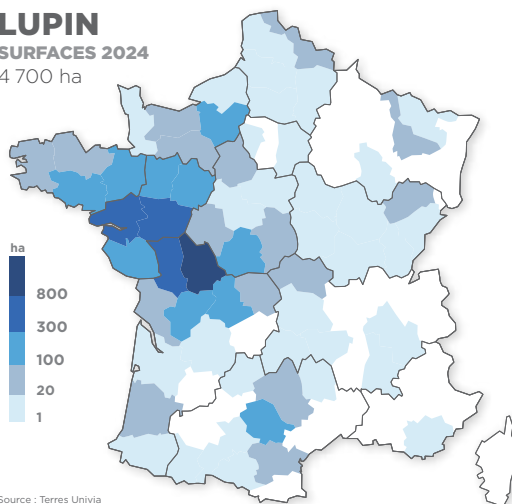 LUPIN
SURFACES 2024
4 700 ha
ha
800
300
100
20
1
Source : Terres Univia